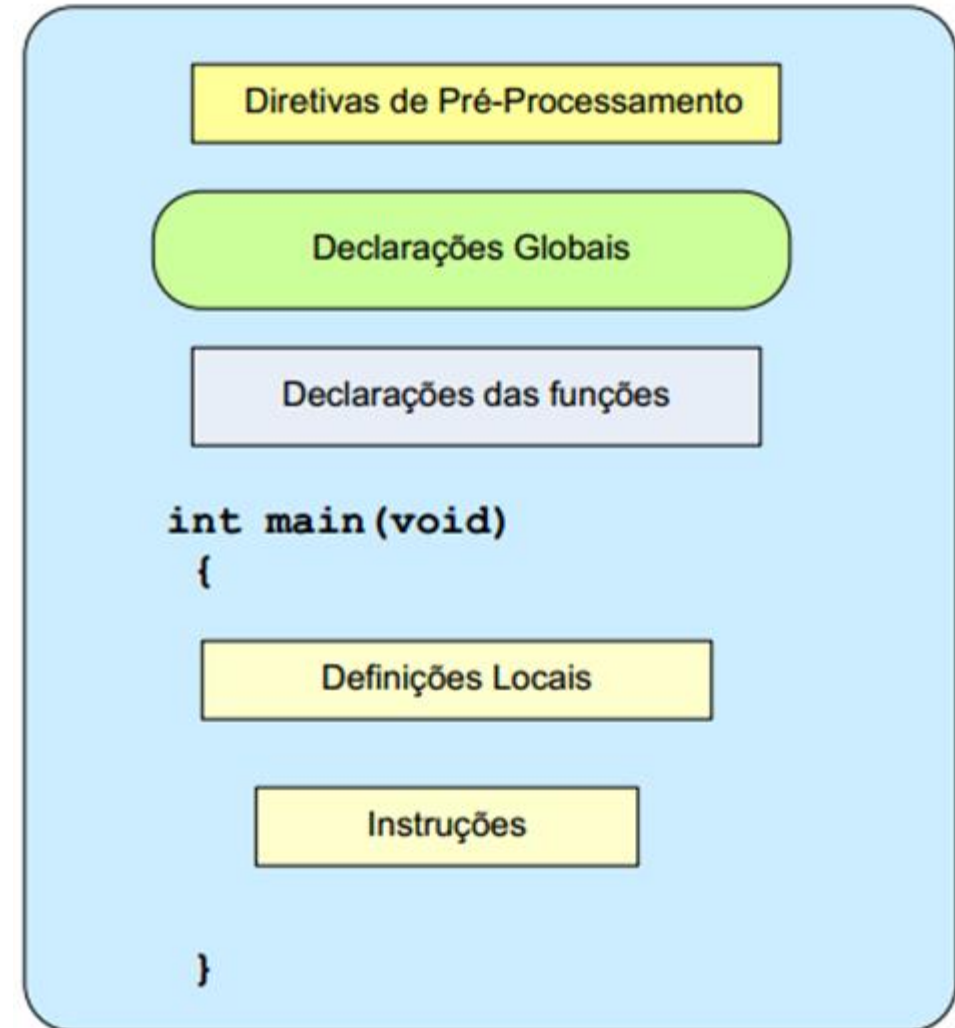 Diretivas de Pré-Processamento
Declarações Globais
Declarações das funções
int main(void)
{
Definições Locais
Instruções
}